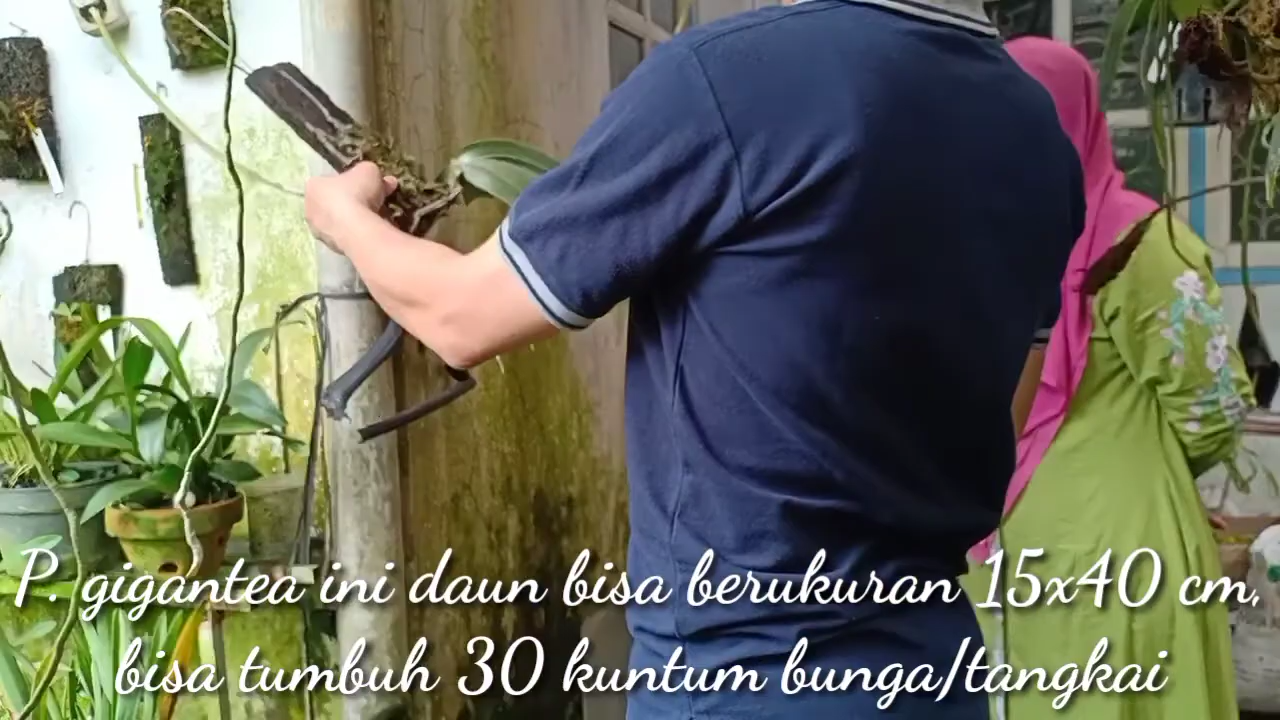 P. gigantea ini daun bisa berukuran 15x40 cm.
bisa tumbuh 30 kuntum bunga/tangkai